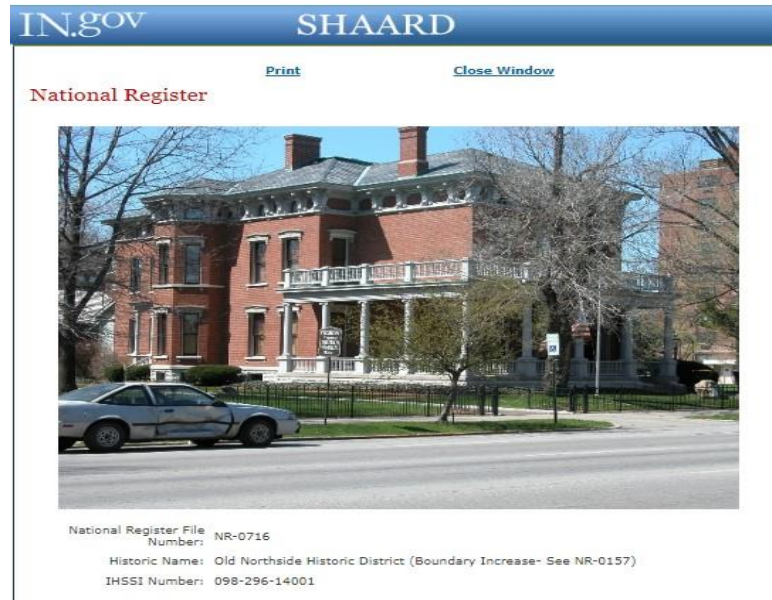 IN.gov SHAARD
Print Close Window
National Register
National Register File Number: NR-0716
Historic Name: Old Northside Historic District (Boundary Increase- See NR-0157)
IHSSI Number: 098-296-14001